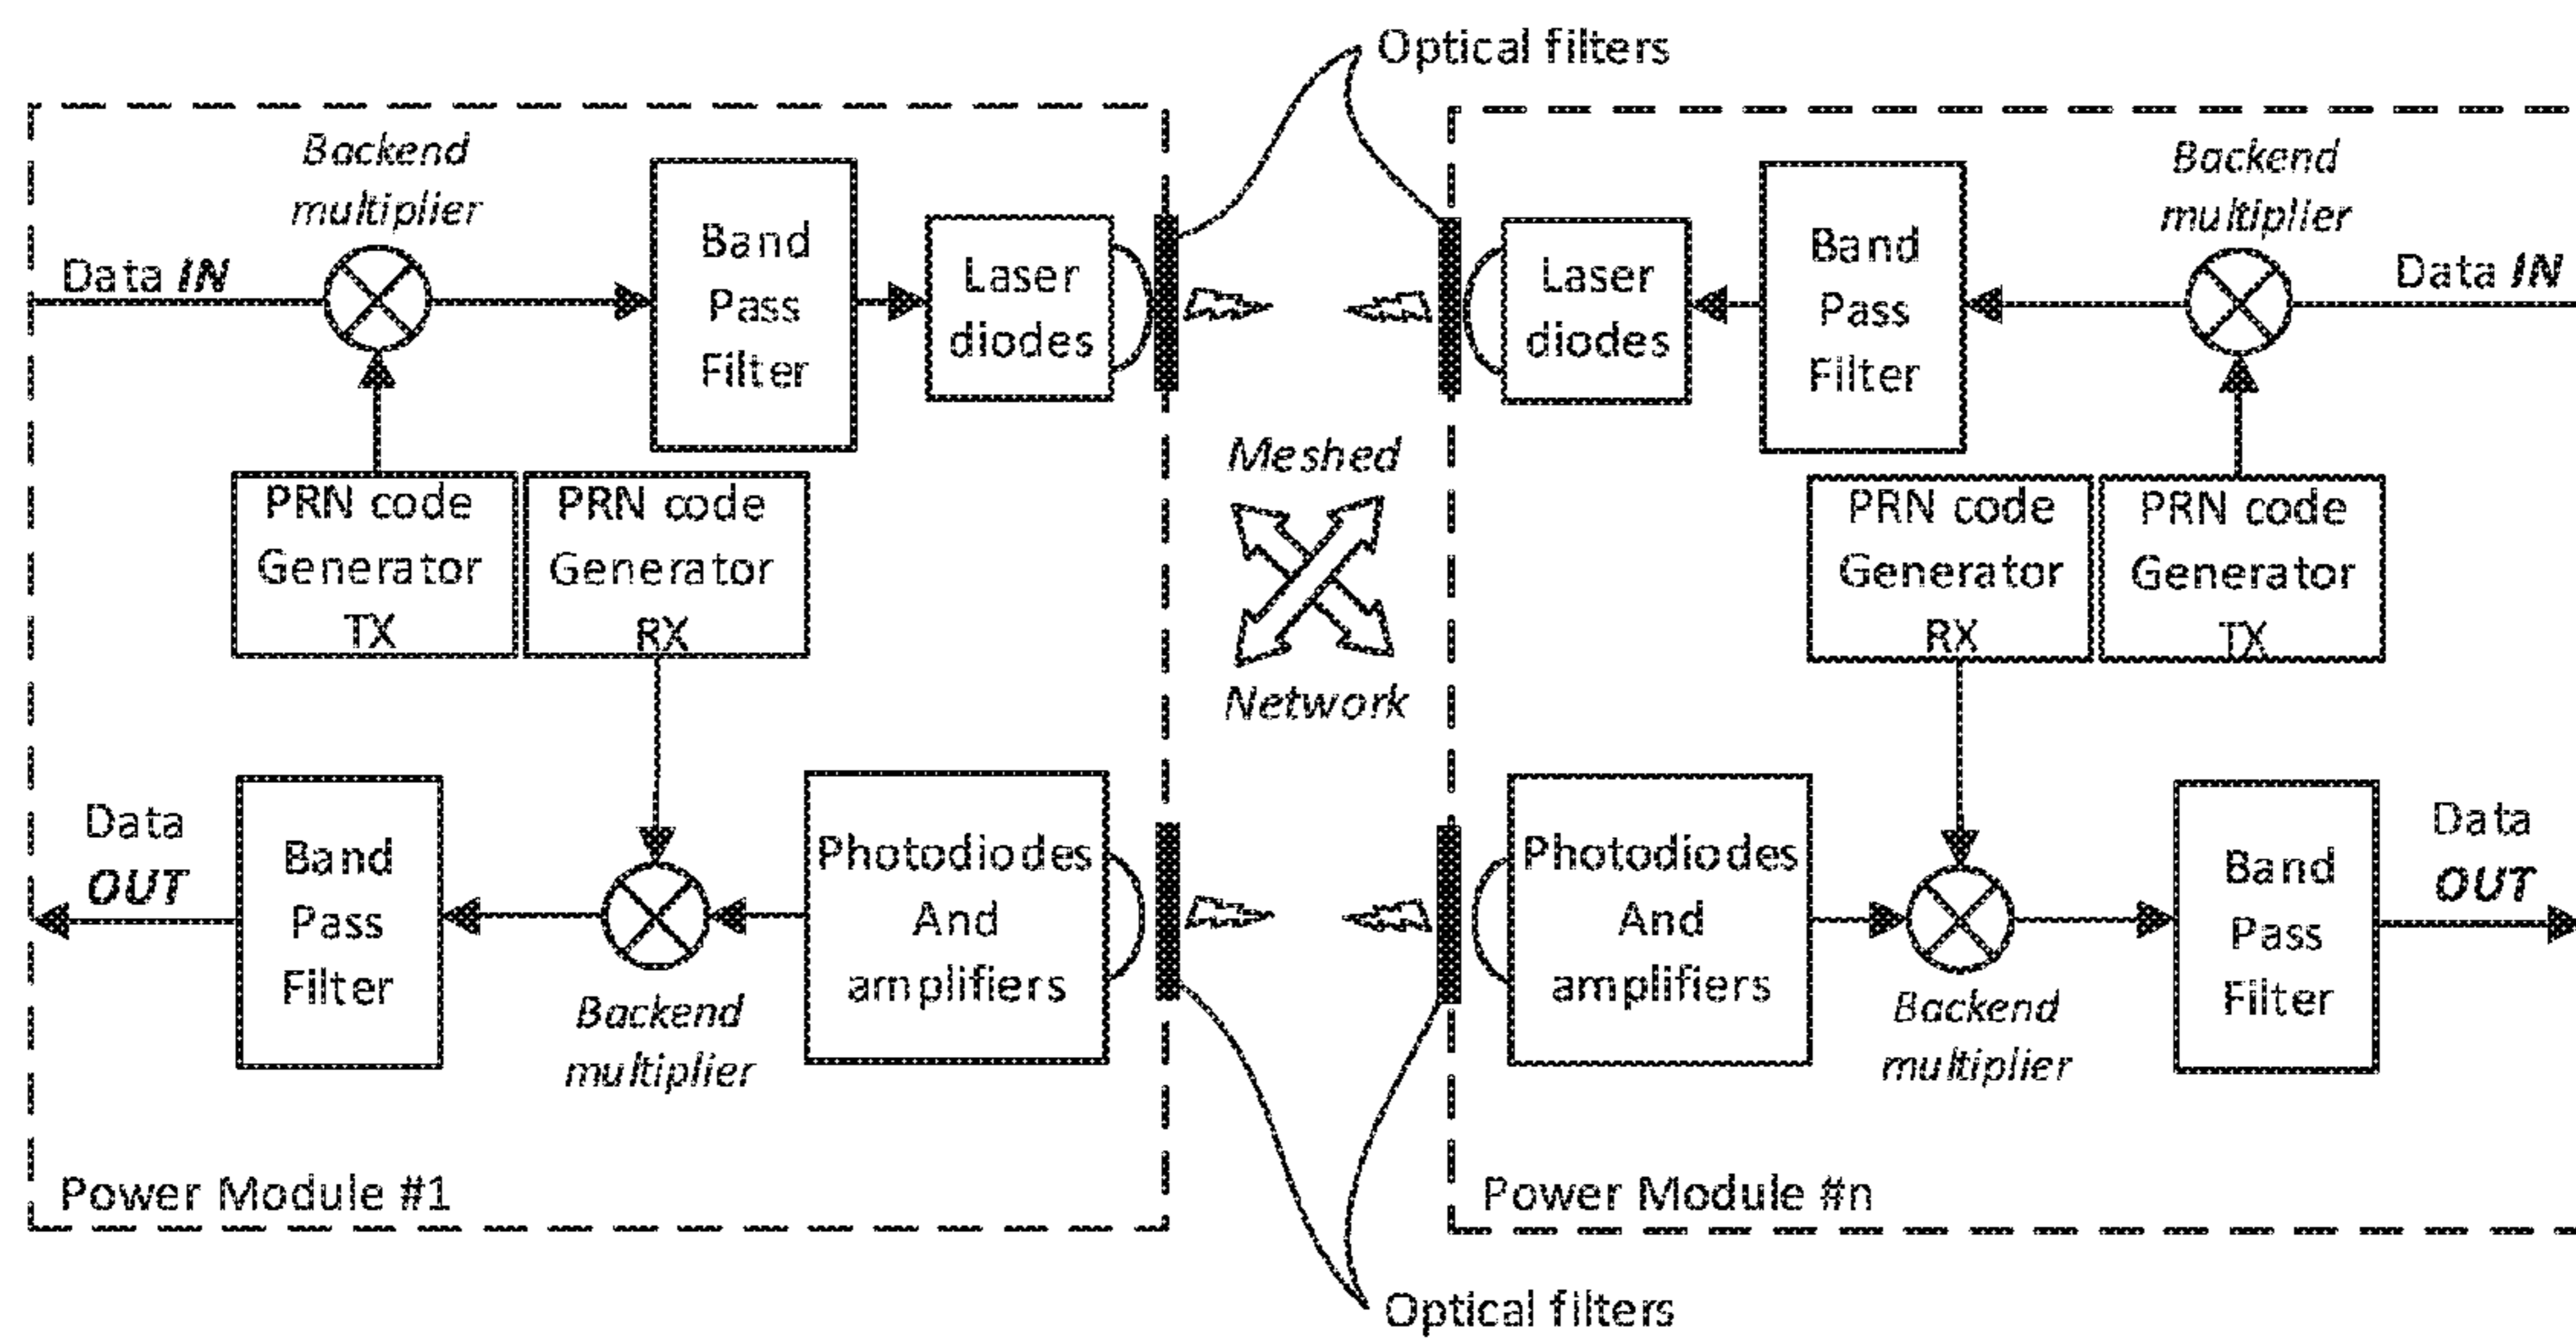 Optical filters
Backend
multiplier
Data IN
Band
Pass
Filter
Laser
diodes
PRN code
Generator
TX
PRN code
Generator
RX
Data
OUT
Band
Pass
Filter
Backend
multiplier
Photodiodes
And
amplifiers
Power Module #1
Meshed
Network
Laser
diodes
Band
Pass
Filter
Backend
multiplier
Data IN
PRN code
Generator
RX
PRN code
Generator
TX
Photodiodes
And
amplifiers
Backend
multiplier
Band
Pass
Filter
Data
OUT
Power Module #n
Optical filters